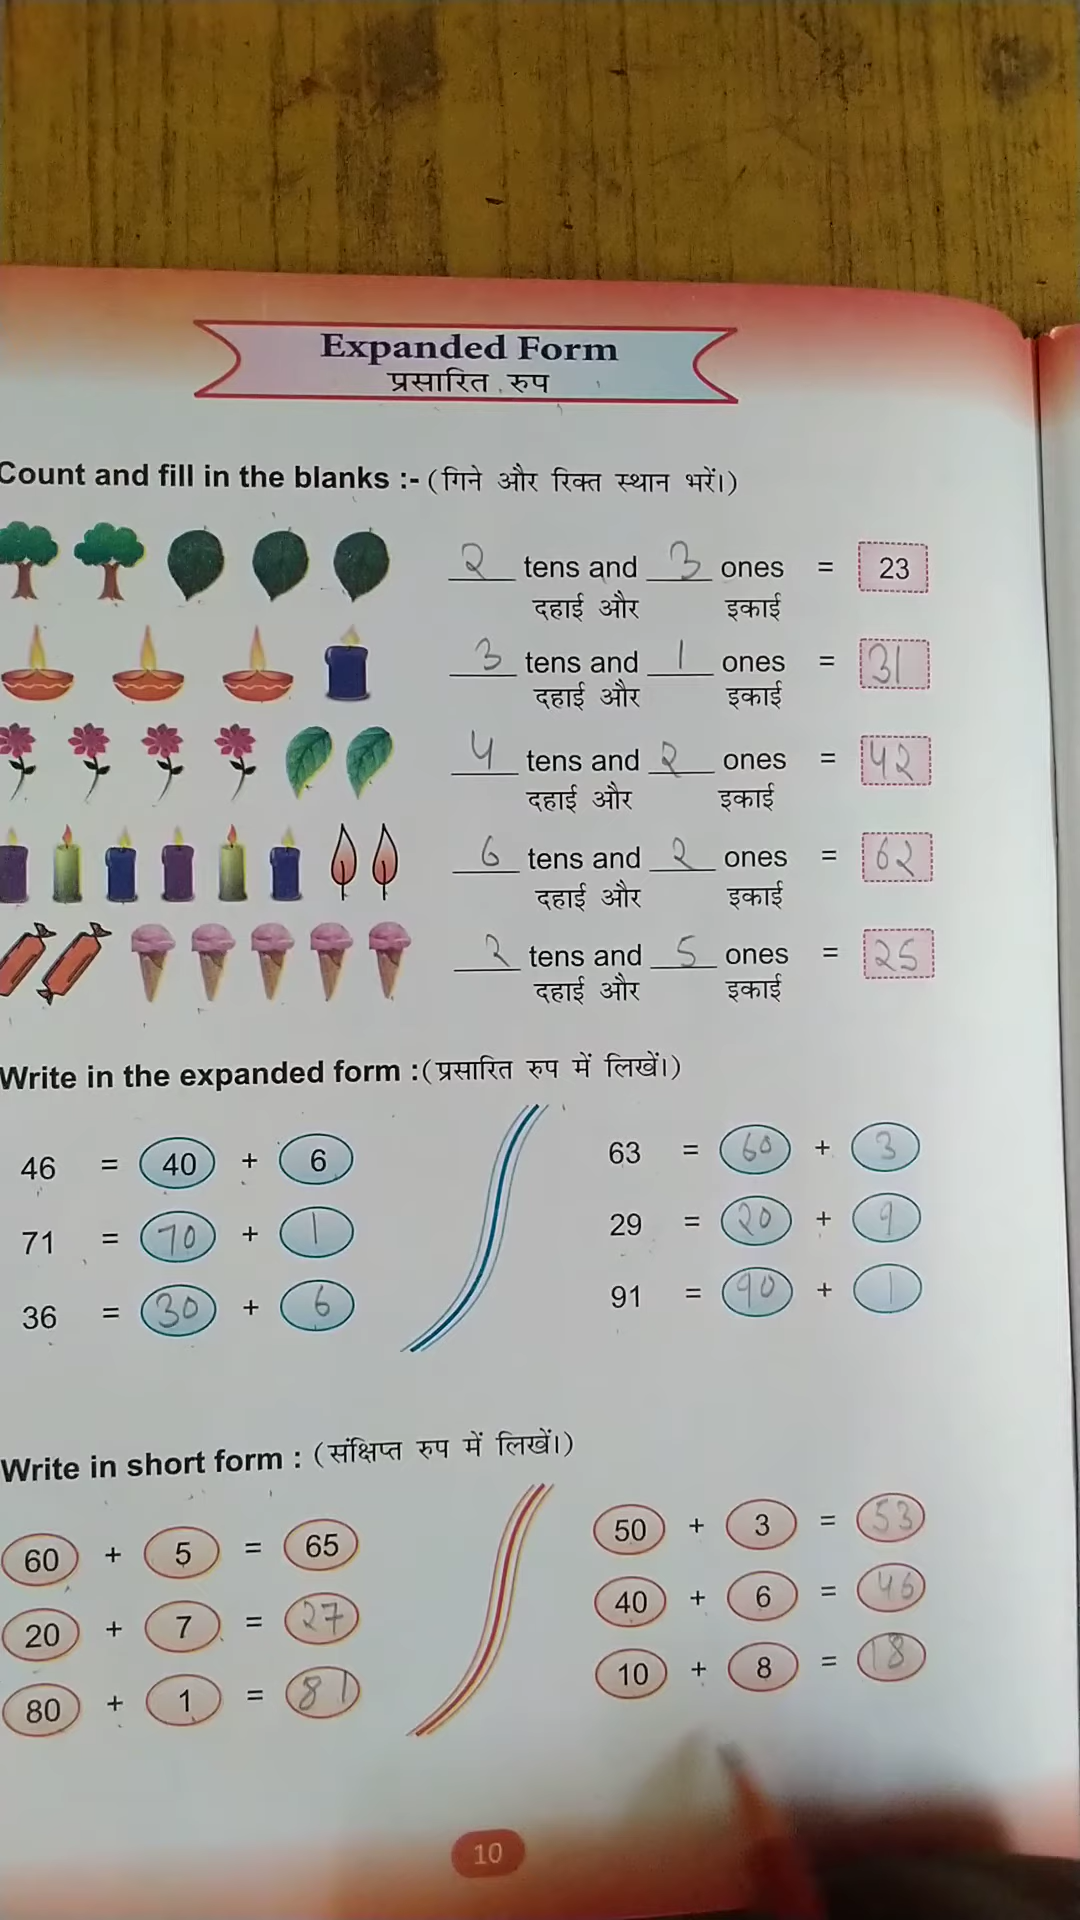 Expanded Form
प्रसारित रुप
Count and fill in the blanks :- (गिने और रिक्त स्थान भरें।)
2 tens and 3 ones = 23
दहाई और इकाई
3 tens and 1 ones = 31
दहाई और इकाई
4 tens and 2 ones = 42
दहाई और इकाई
6 tens and 2 ones = 62
दहाई और इकाई
2 tens and 5 ones = 25
दहाई और इकाई
Write in the expanded form :(प्रसारित रुप में लिखें।)
46 = 40 + 6 63 = 60 + 3
71 = 70 + 1 29 = 20 + 9
36 = 30 + 6 91 = 90 + 1
Write in short form : (संक्षिप्त रुप में लिखें।)
60 + 5 = 65 50 + 3 = 53
20 + 7 = 27 40 + 6 = 46
80 + 1 = 81 10 + 8 = 18
10